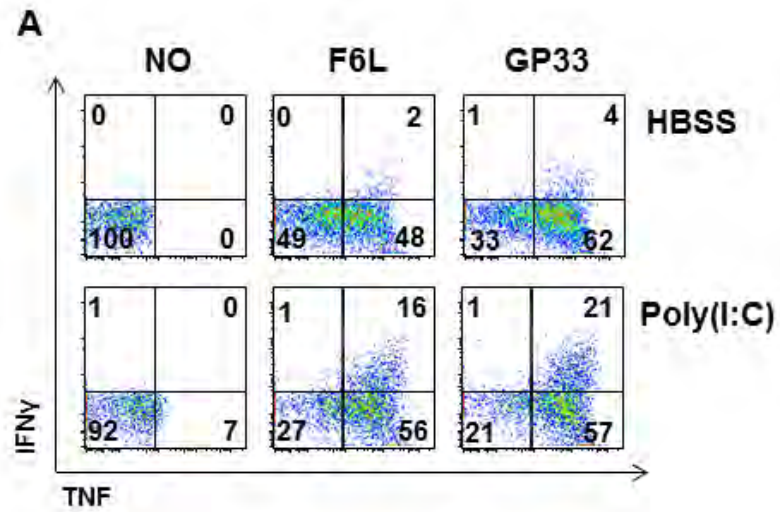 A
NO F6L GP33
0 0 0 2 1 4 HBSS
100 0 49 48 33 62
1 0 1 16 1 21 Poly(I:C)
92 7 27 56 21 57
IFNγ
TNF